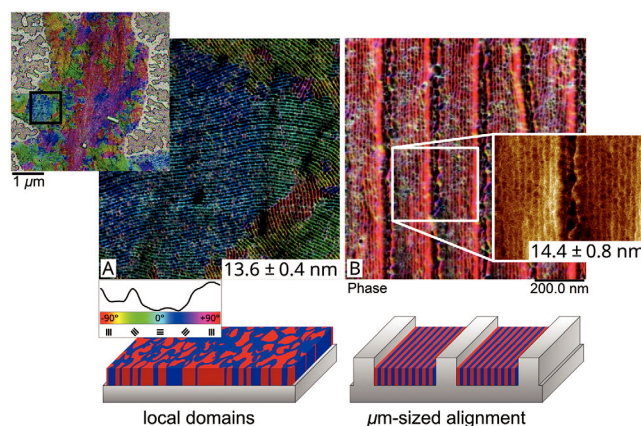 1 µm
A
13.6 ± 0.4 nm
B
14.4 ± 0.8 nm
Phase
200.0 nm
-90° 0° +90°
local domains
µm-sized alignment